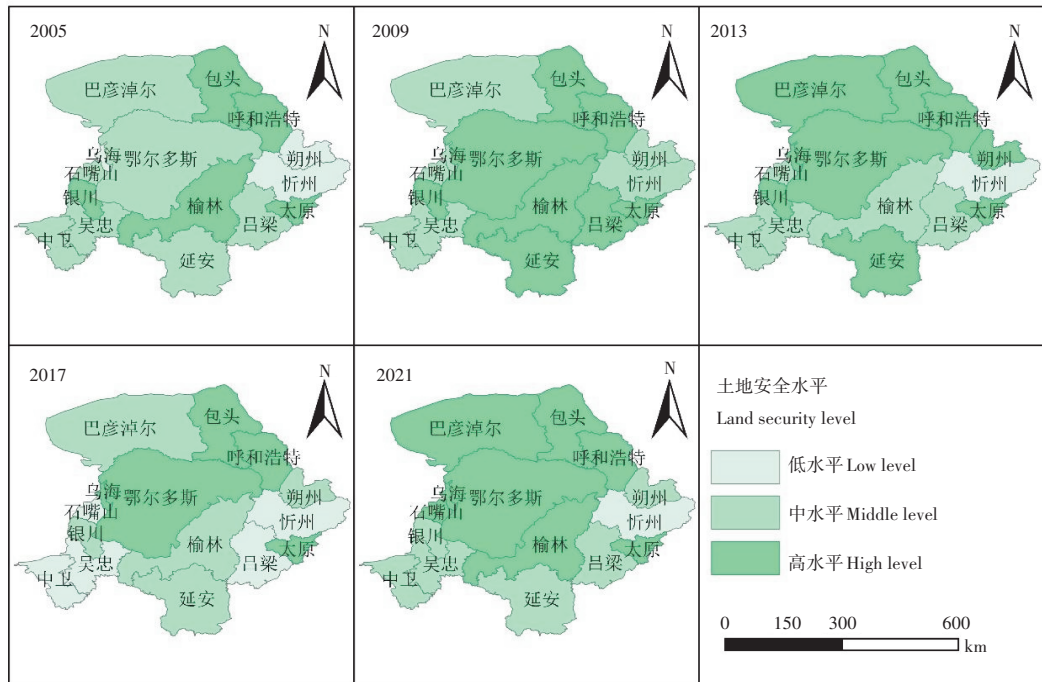 2005
N
包头
巴彦淖尔
呼和浩特
乌海
鄂尔多斯
朔州
石嘴山
忻州
银川
榆林
太原
吴忠
吕梁
中卫
延安
2009
N
包头
巴彦淖尔
呼和浩特
乌海
鄂尔多斯
朔州
石嘴山
忻州
银川
榆林
太原
吴忠
吕梁
中卫
延安
2013
N
包头
巴彦淖尔
呼和浩特
乌海
鄂尔多斯
朔州
石嘴山
忻州
银川
榆林
太原
吴忠
吕梁
中卫
延安
2017
N
包头
巴彦淖尔
呼和浩特
乌海
鄂尔多斯
朔州
石嘴山
忻州
银川
榆林
太原
吴忠
吕梁
中卫
延安
2021
N
包头
巴彦淖尔
呼和浩特
乌海
鄂尔多斯
朔州
石嘴山
忻州
银川
榆林
太原
吴忠
吕梁
中卫
延安
土地安全水平
Land security level
低水平 Low level
中水平 Middle level
高水平 High level
0 150 300 600
km